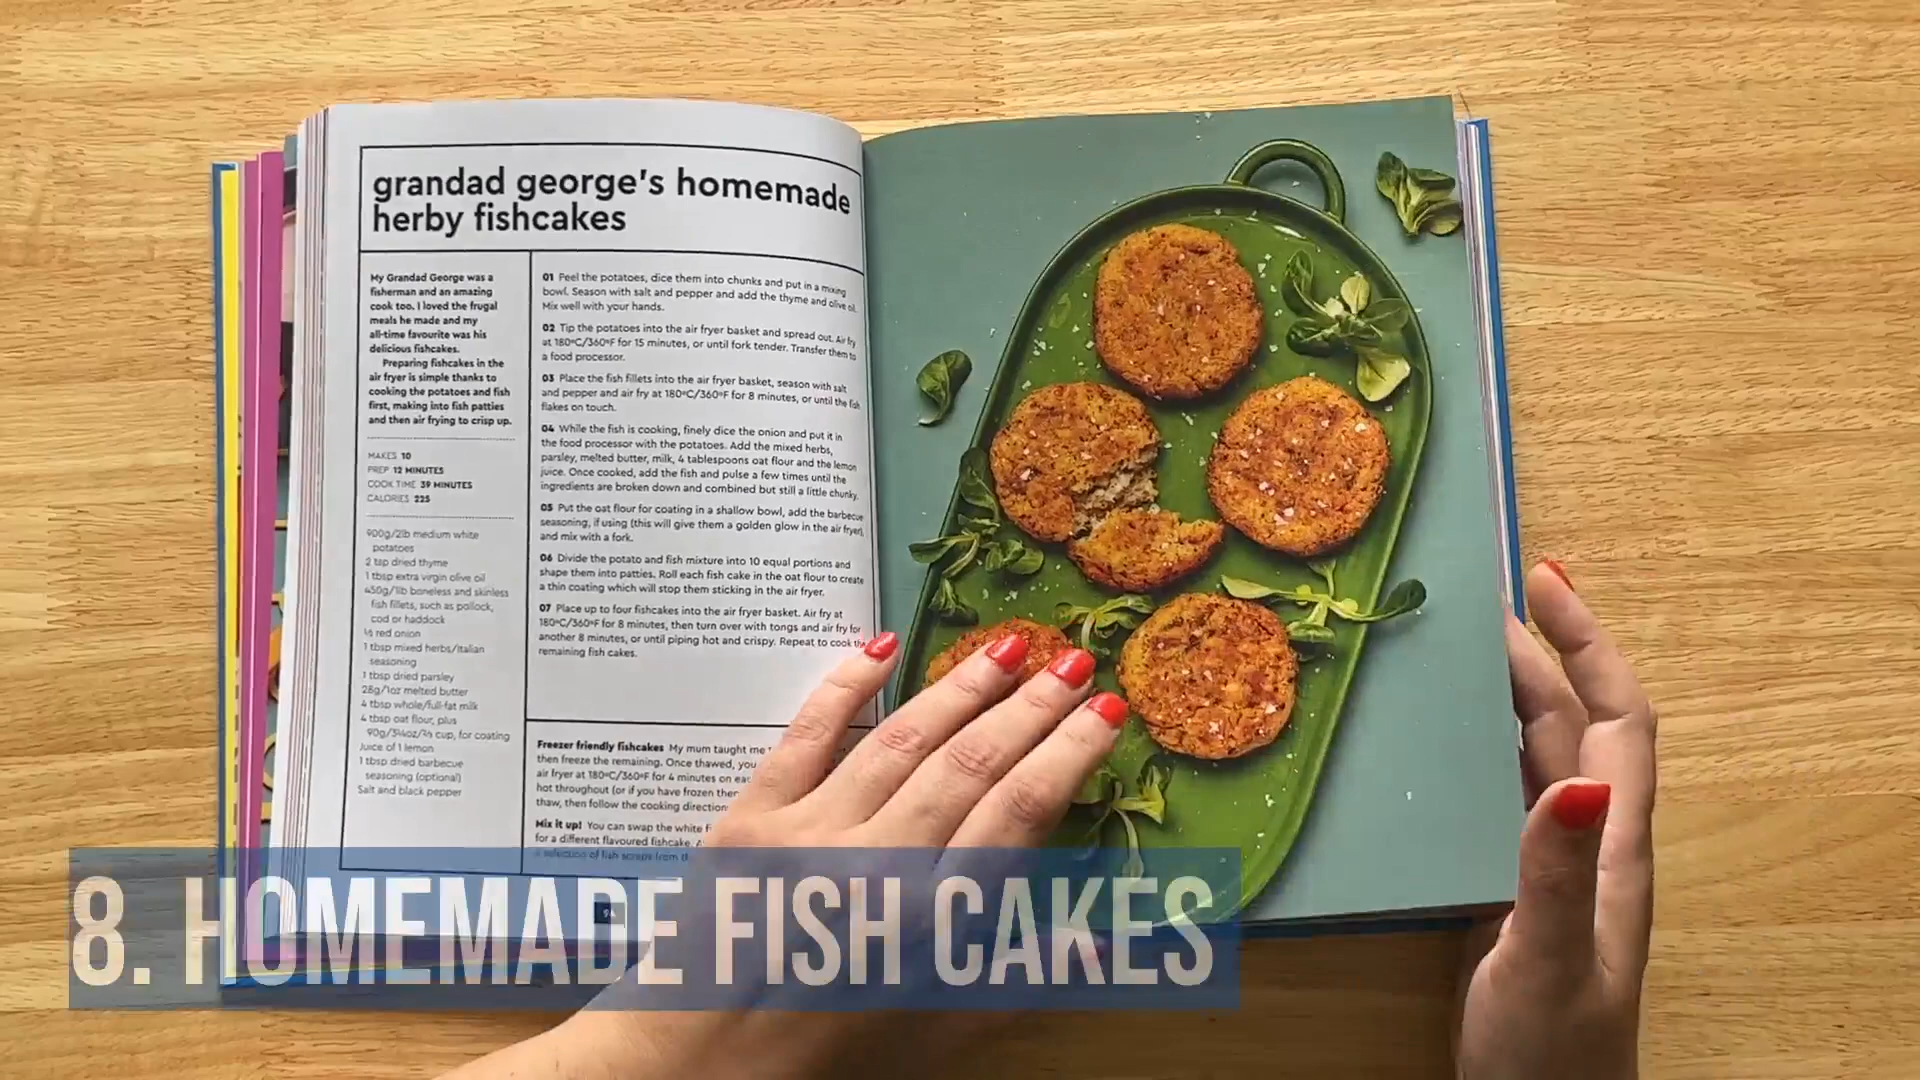 grandad george's homemade
herby fishcakes
My Grandad George was a
fisherman and an amazing
cook too. I loved the frugal
meals he made and my
all-time favourite was his
delicious fishcakes.
Preparing fishcakes in the
air fryer is simple thanks to
cooking the potatoes and fish
first, making into fish patties
and then air frying to crisp up.
MAKES 10
PREP 12 MINUTES
COOK TIME 39 MINUTES
CALORIES 225
900g/2lb medium white
potatoes
2 tsp dried thyme
1 tbsp extra virgin olive oil
450g/1lb boneless and skinless
fish fillets, such as pollock,
cod or haddock
½ red onion
1 tbsp mixed herbs/Italian
seasoning
1 tbsp dried parsley
28g/1oz melted butter
4 tbsp whole/full-fat milk
4 tbsp oat flour, plus
cup, for coating
Juice of 1 lemon
1 tbsp dried barbecue
seasoning (optional)
Salt and black pepper
01 Peel the potatoes, dice them into chunks and put in a mixing
bowl. Season with salt and pepper and add the thyme and olive oil.
Mix well with your hands.
02 Tip the potatoes into the air fryer basket and spread out. Air fry
at 180ºC/360ºF for 15 minutes, or until fork tender. Transfer them to
a food processor.
03 Place the fish fillets into the air fryer basket, season with salt
and pepper and air fry at 180ºC/360ºF for 8 minutes, or until the fish
flakes on touch.
04 While the fish is cooking, finely dice the onion and put it in
the food processor with the potatoes. Add the mixed herbs,
parsley, melted butter, milk, 4 tablespoons oat flour and the lemon
juice. Once cooked, add the fish and pulse a few times until the
ingredients are broken down and combined but still a little chunky.
05 Put the oat flour for coating in a shallow bowl, add the barbecue
seasoning, if using (this will give them a golden glow in the air fryer),
and mix with a fork.
06 Divide the potato and fish mixture into 10 equal portions and
shape them into patties. Roll each fish cake in the oat flour to create
a thin coating which will stop them sticking in the air fryer.
07 Place up to four fishcakes into the air fryer basket. Air fry at
180ºC/360ºF for 8 minutes, then turn over with tongs and air fry for
another 8 minutes, or until piping hot and crispy. Repeat to cook the
remaining fish cakes.
Freezer friendly fishcakes My mum taught me
then freeze the remaining. Once thawed, you
air fryer at 180ºC/360ºF for 4 minutes on
hot throughout (or if you have frozen
thaw, then follow the cooking
Mix it up! You can swap the white
for a different flavoured fishcake.
a selection of fish scraps from
8. HOMEMADE FISH CAKES